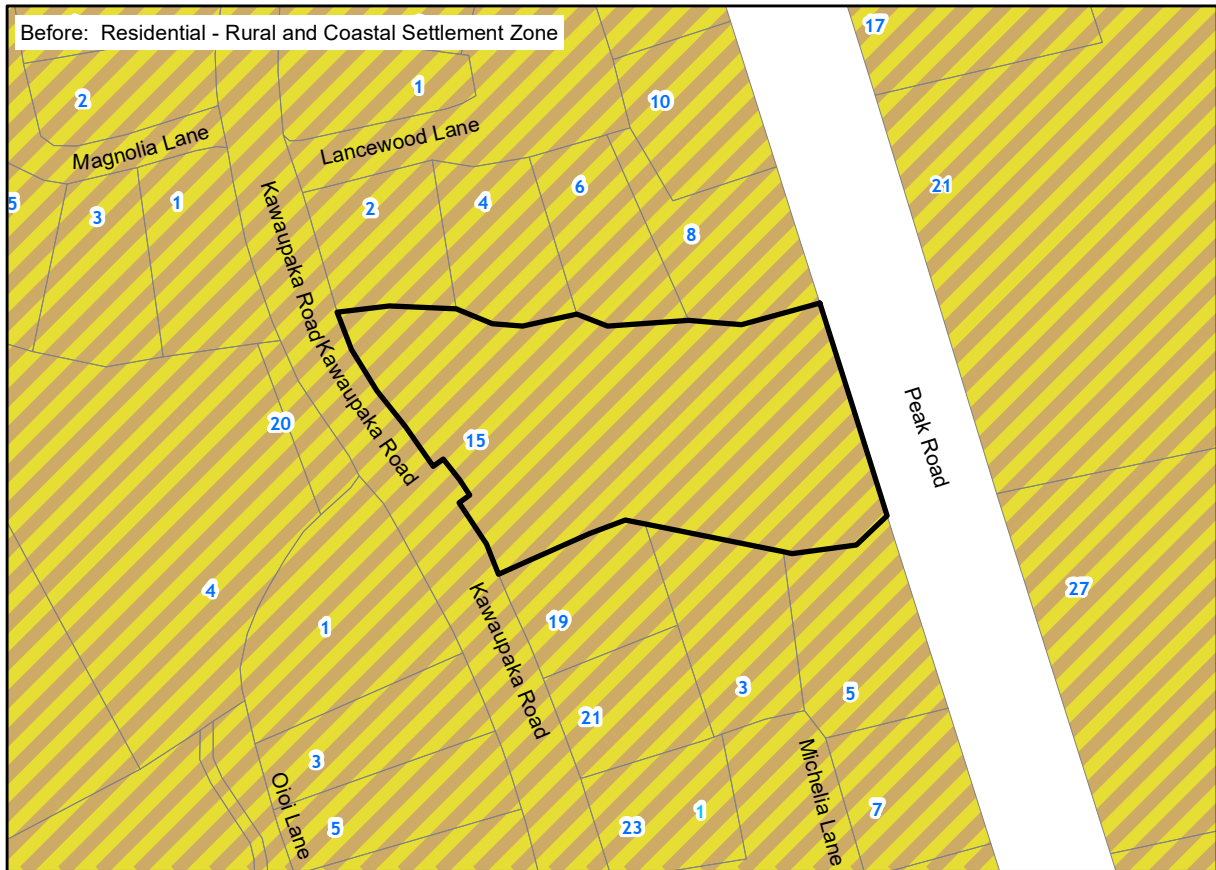 Before: Residential - Rural and Coastal Settlement Zone
17
2
1
10
Magnolia Lane
Lancewood Lane
21
5
3
1
2
4
6
8
Kawaupaka Road
Kawaupaka Road
20
15
Peak Road
4
1
19
27
Kawaupaka Road
3
5
21
3
Oioi Lane
Michelia Lane
5
23
1
7